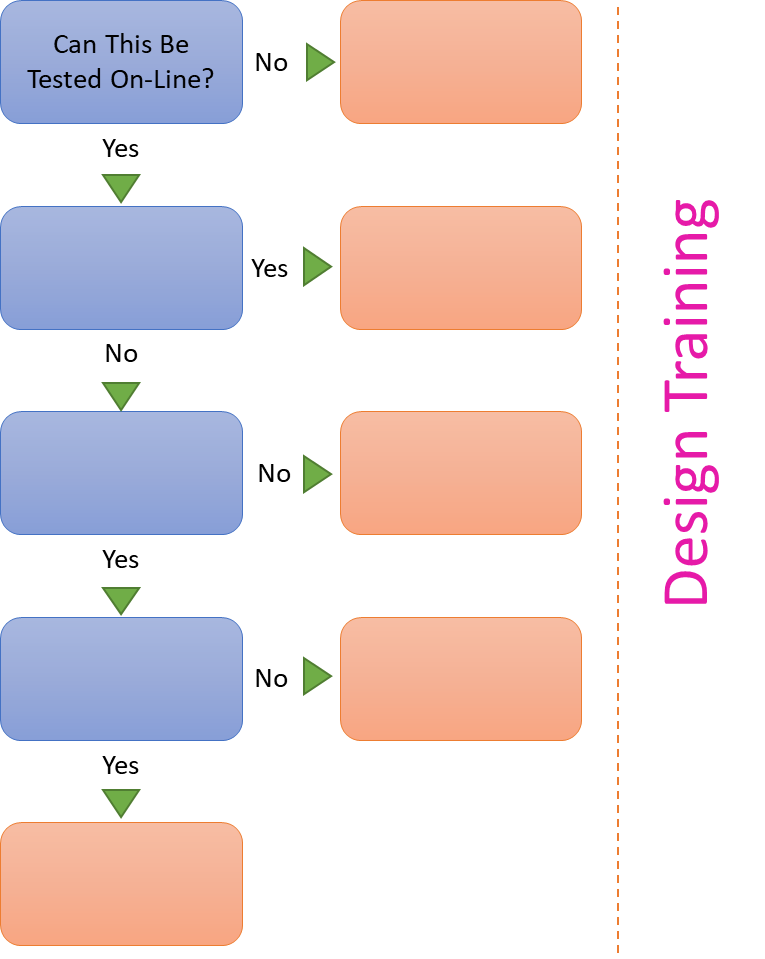 Can This Be
Tested On-Line?
No
Yes
Yes
No
No
Yes
No
Yes
Design Training